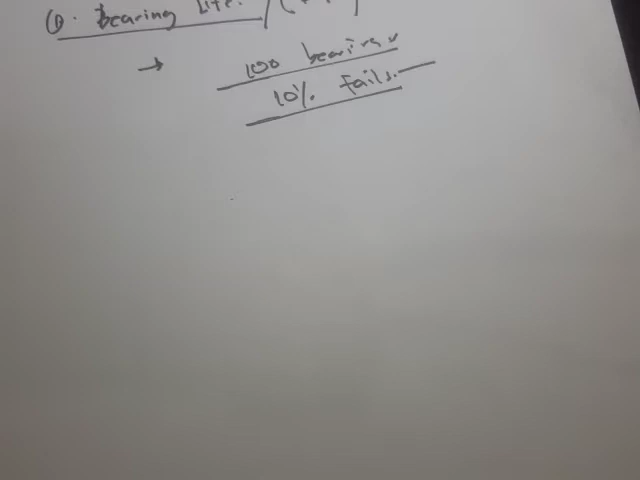 ①. bearing Life.
→ 100 bearings
10% fails.